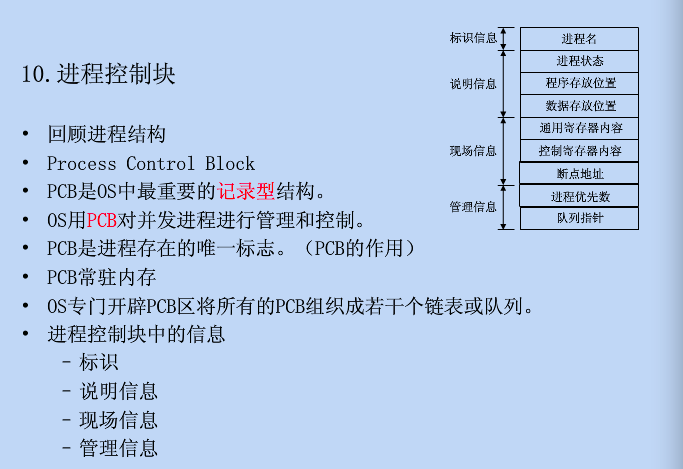 10.进程控制块
• 回顾进程结构
• Process Control Block
• PCB是OS中最重要的记录型结构。
• OS用PCB对并发进程进行管理和控制。
• PCB是进程存在的唯一标志。（PCB的作用）
• PCB常驻内存
• OS专门开辟PCB区将所有的PCB组织成若干个链表或队列。
• 进程控制块中的信息
– 标识
– 说明信息
– 现场信息
– 管理信息
标识信息
进程名
说明信息
进程状态
程序存放位置
数据存放位置
现场信息
通用寄存器内容
控制寄存器内容
断点地址
管理信息
进程优先数
队列指针